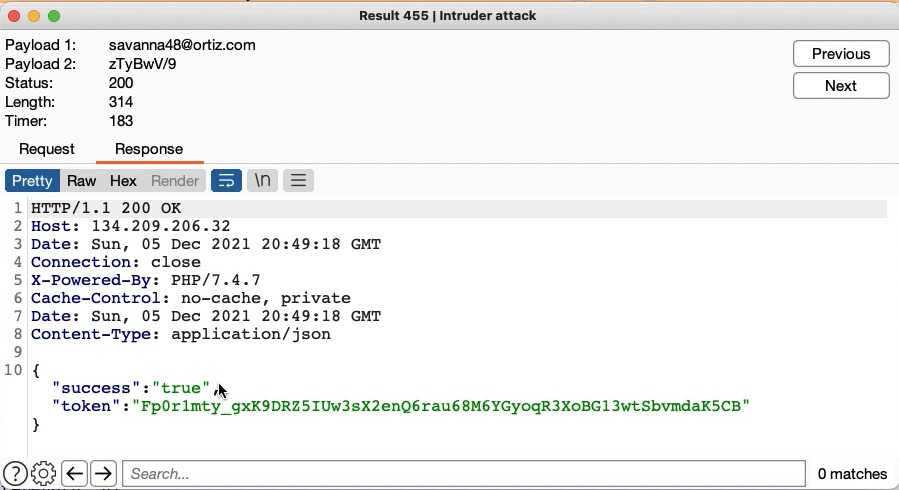 Result 455 | Intruder attack
Payload 1: savanna48@ortiz.com
Payload 2: zTyBwV/9
Status: 200
Length: 314
Timer: 183
Previous
Next
Request Response
Pretty Raw Hex Render \n
1 HTTP/1.1 200 OK
2 Host: 134.209.206.32
3 Date: Sun, 05 Dec 2021 20:49:18 GMT
4 Connection: close
5 X-Powered-By: PHP/7.4.7
6 Cache-Control: no-cache, private
7 Date: Sun, 05 Dec 2021 20:49:18 GMT
8 Content-Type: application/json
9
10 {
"success":"true",
"token":"Fp0r1mty_gxK9DRZ5IUw3sX2enQ6rau68M6YGyoqR3XoBG13wtSbvmdaK5CB"
}
? Search... 0 matches